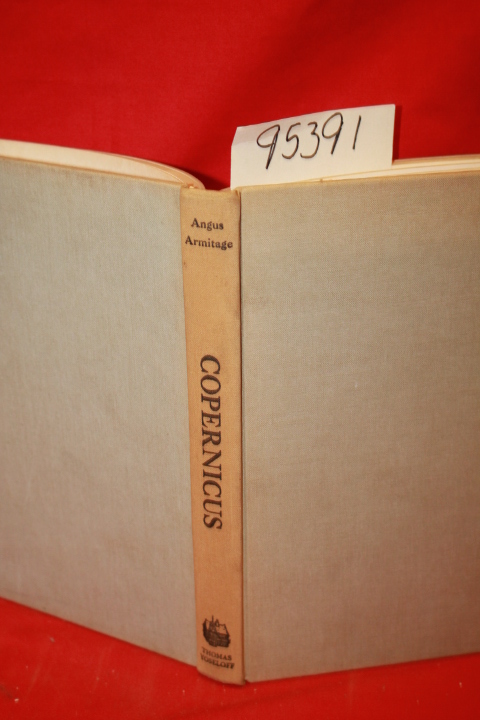 95391
Angus
Armitage
COPERNICUS
THOMAS
YOSELOFF